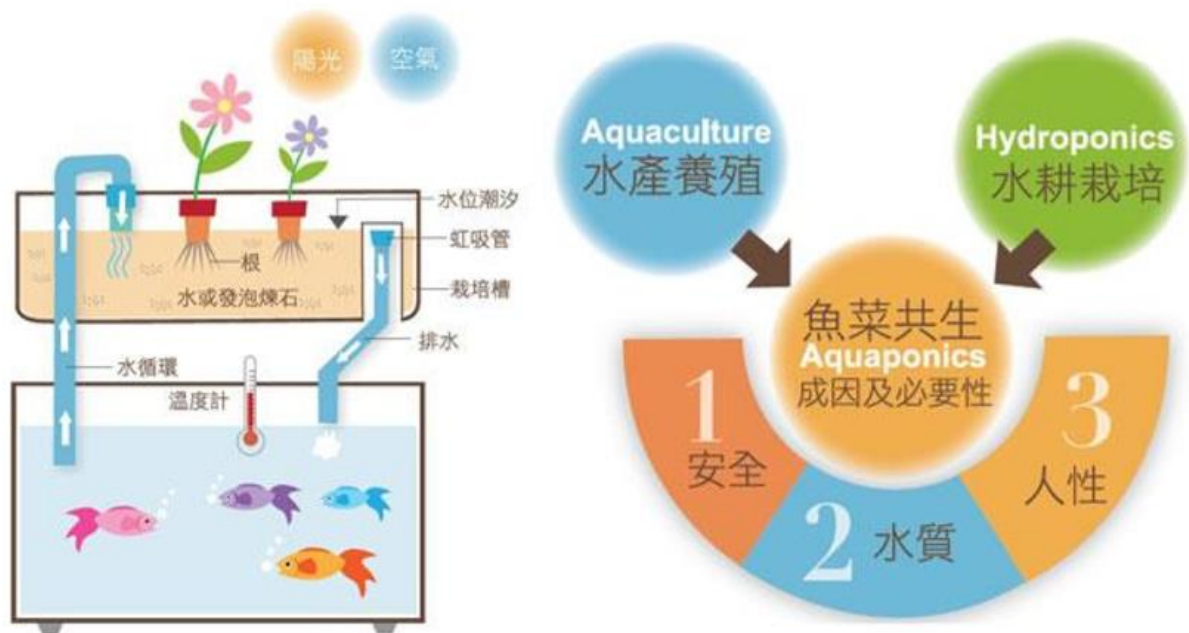 陽光
空氣
水位潮汐
虹吸管
根
水或發泡煉石
栽培槽
排水
水循環
溫度計
Aquaculture
水產養殖
Hydroponics
水耕栽培
魚菜共生
Aquaponics
成因及必要性
1
安全
2 水質
3
人性